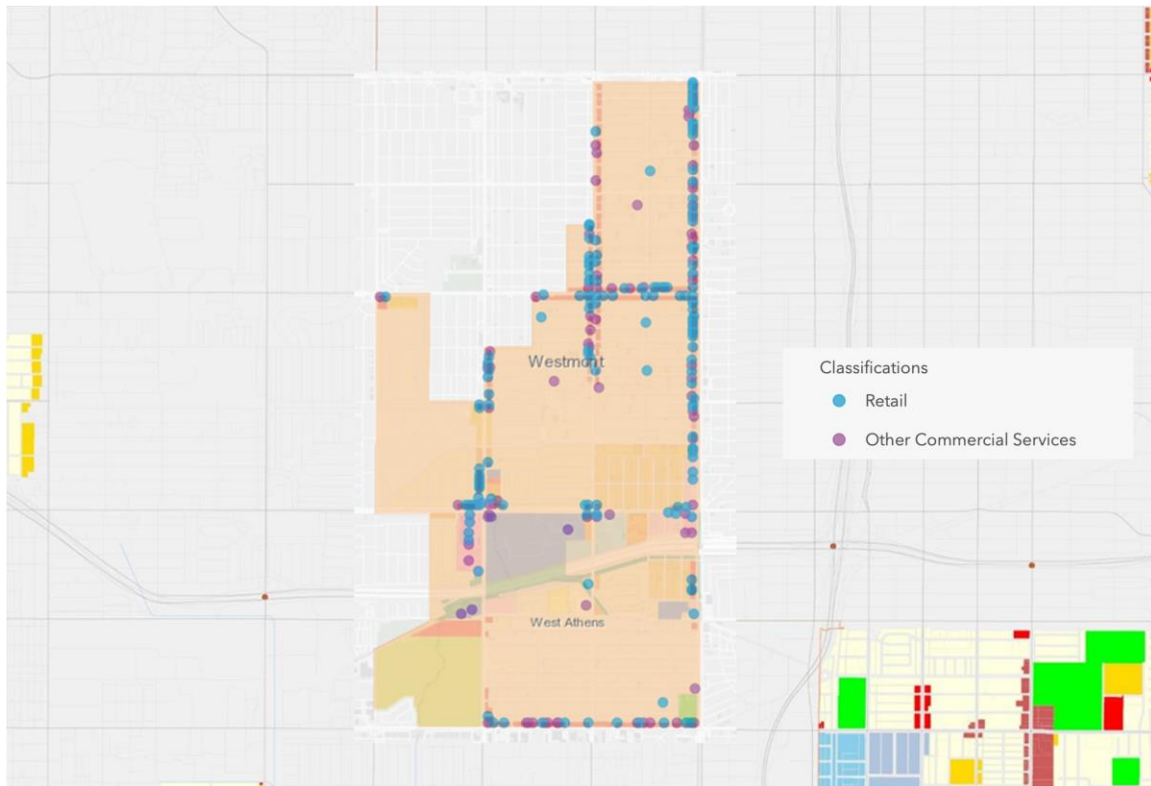 Westmont
Classifications
Retail
Other Commercial Services
West Athens